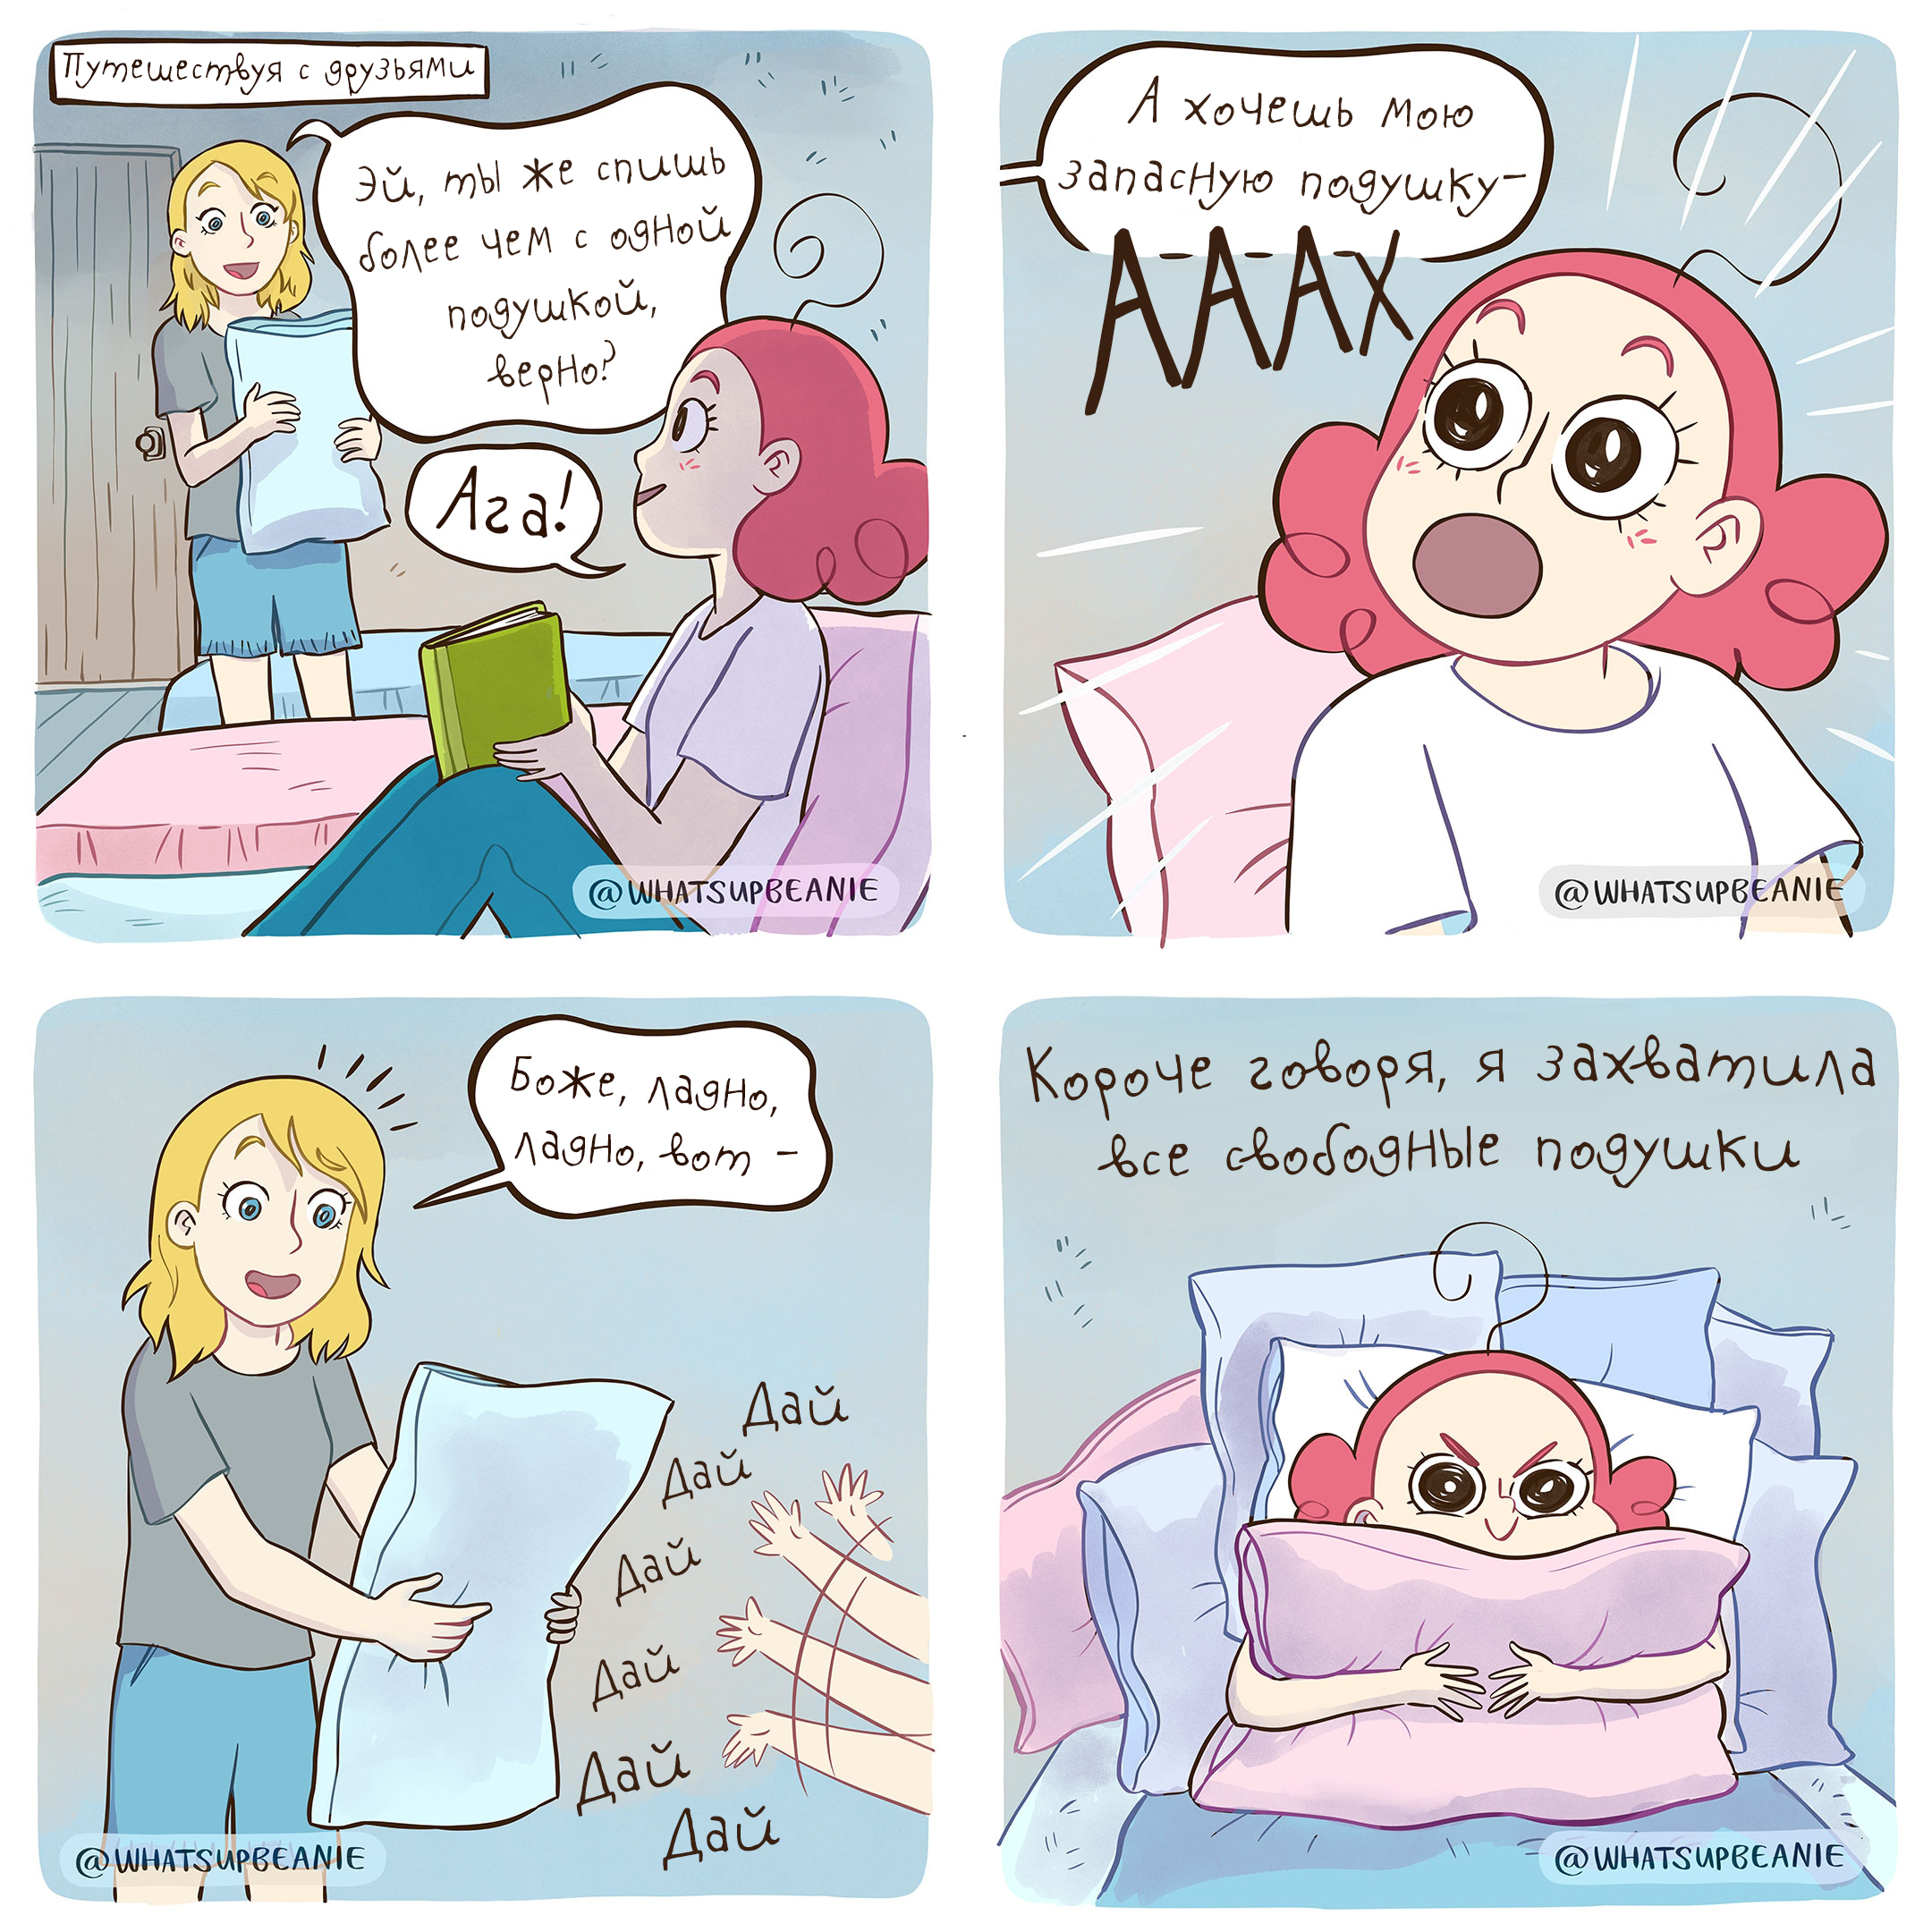 Путешествуя с друзьями
Эй, ты же спишь
более чем с одной
подушкой,
верно?
Ага!
@WHATSUPBEANIE
А хочешь мою
запасную подушку-
АААХ
@WHATSUPBEANIE
Боже, ладно,
ладно, вот -
Дай
Дай
Дай
Дай
Дай
Дай
@WHATSUPBEANIE
Короче говоря, я захватила
все свободные подушки
@WHATSUPBEANIE